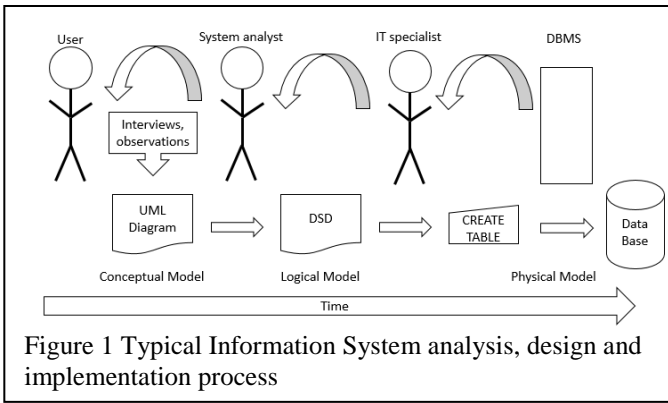 User
System analyst
IT specialist
DBMS
Interviews,
observations
UML
Diagram
DSD
CREATE
TABLE
Data
Base
Conceptual Model
Logical Model
Physical Model
Time
Figure 1 Typical Information System analysis, design and
implementation process